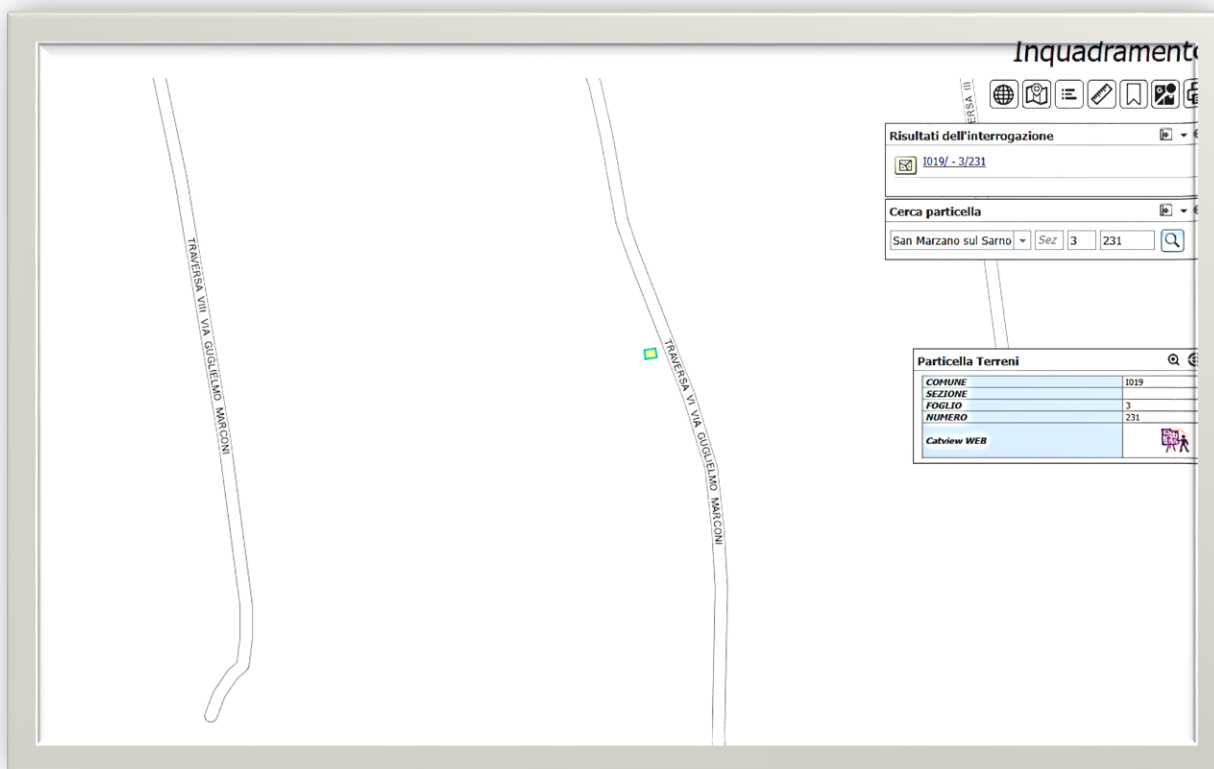 Inquadramento
ERSA III
Risultati dell'interrogazione
I019/ - 3/231
Cerca particella
San Marzano sul Sarno Sez 3 231
TRAVERSA VIII VIA GUGLIELMO MARCONI
TRAVERSA VI VIA GUGLIELMO MARCONI
Particella Terreni
COMUNE I019
SEZIONE
FOGLIO 3
NUMERO 231
Catview WEB